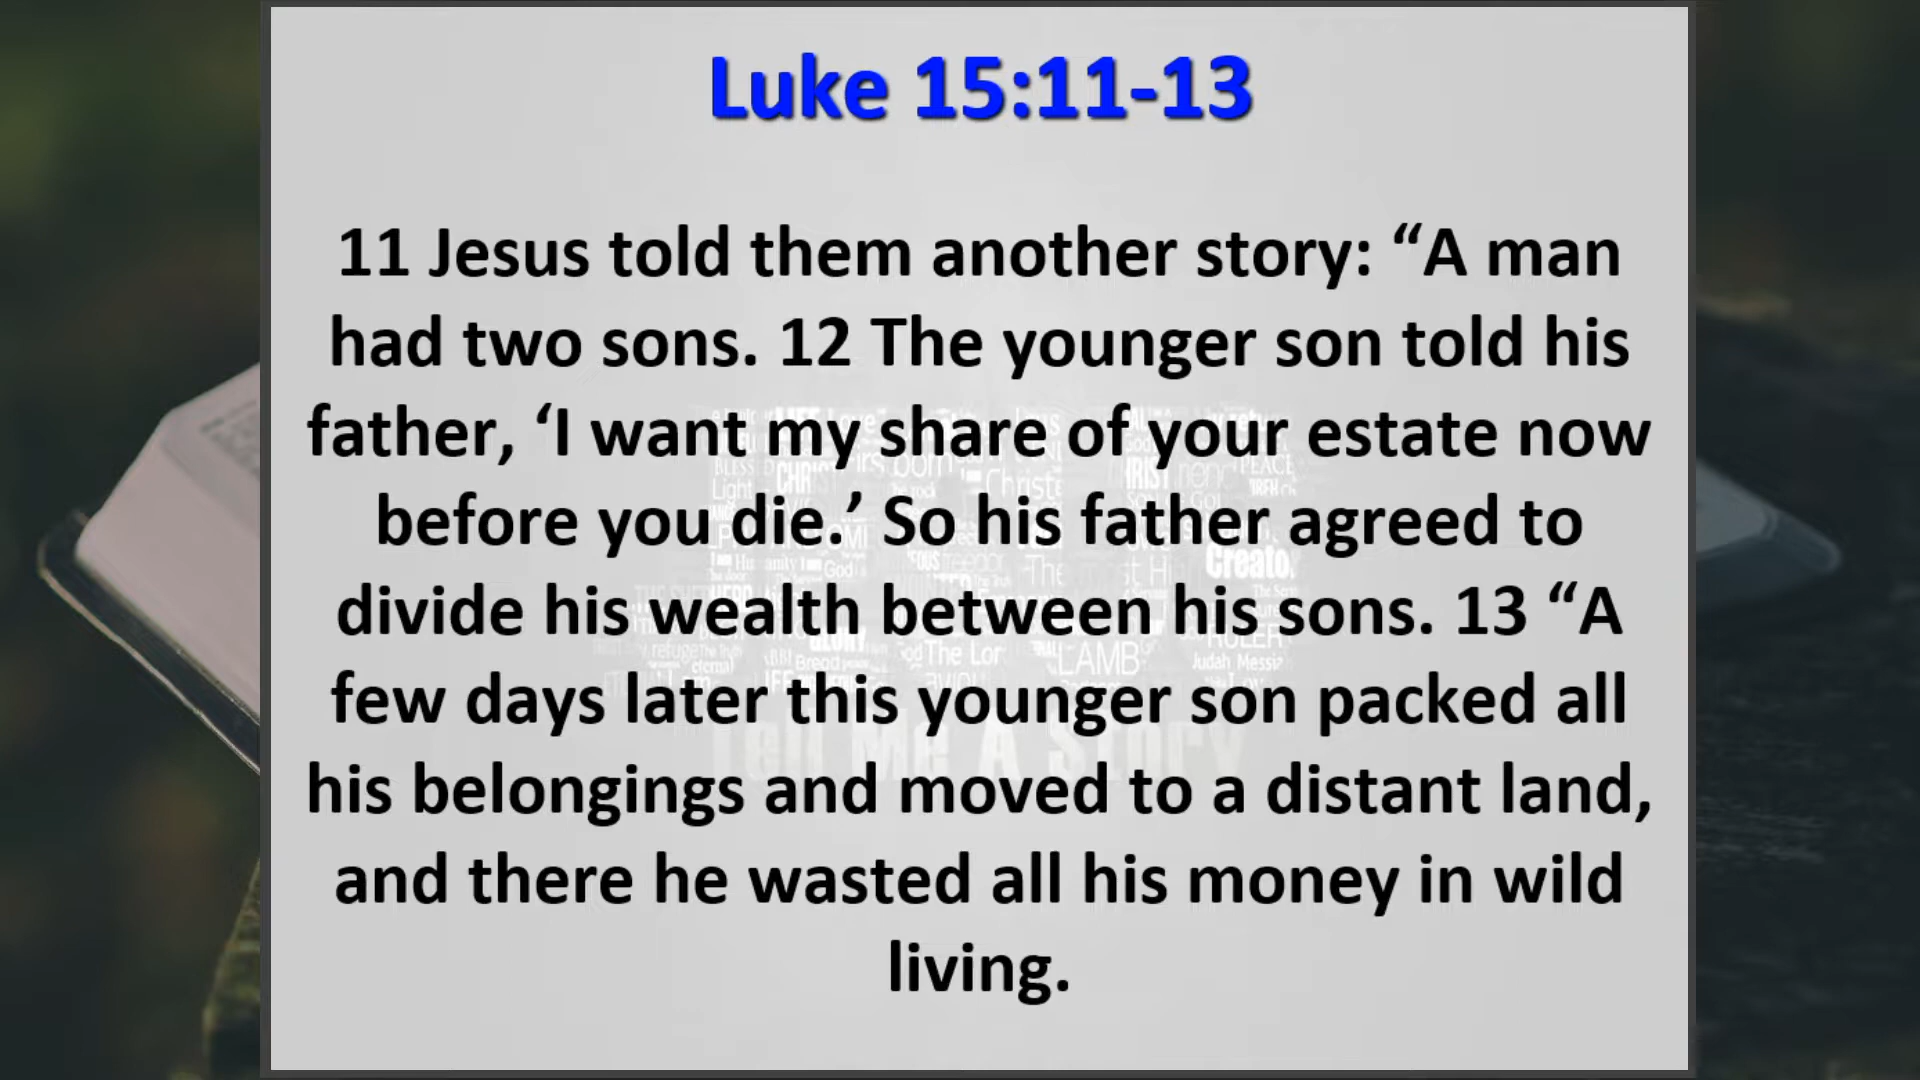 Luke 15:11-13
11 Jesus told them another story: “A man
had two sons. 12 The younger son told his
father, ‘I want my share of your estate now
before you die.’ So his father agreed to
divide his wealth between his sons. 13 “A
few days later this younger son packed all
his belongings and moved to a distant land,
and there he wasted all his money in wild
living.
Tell Me A Story